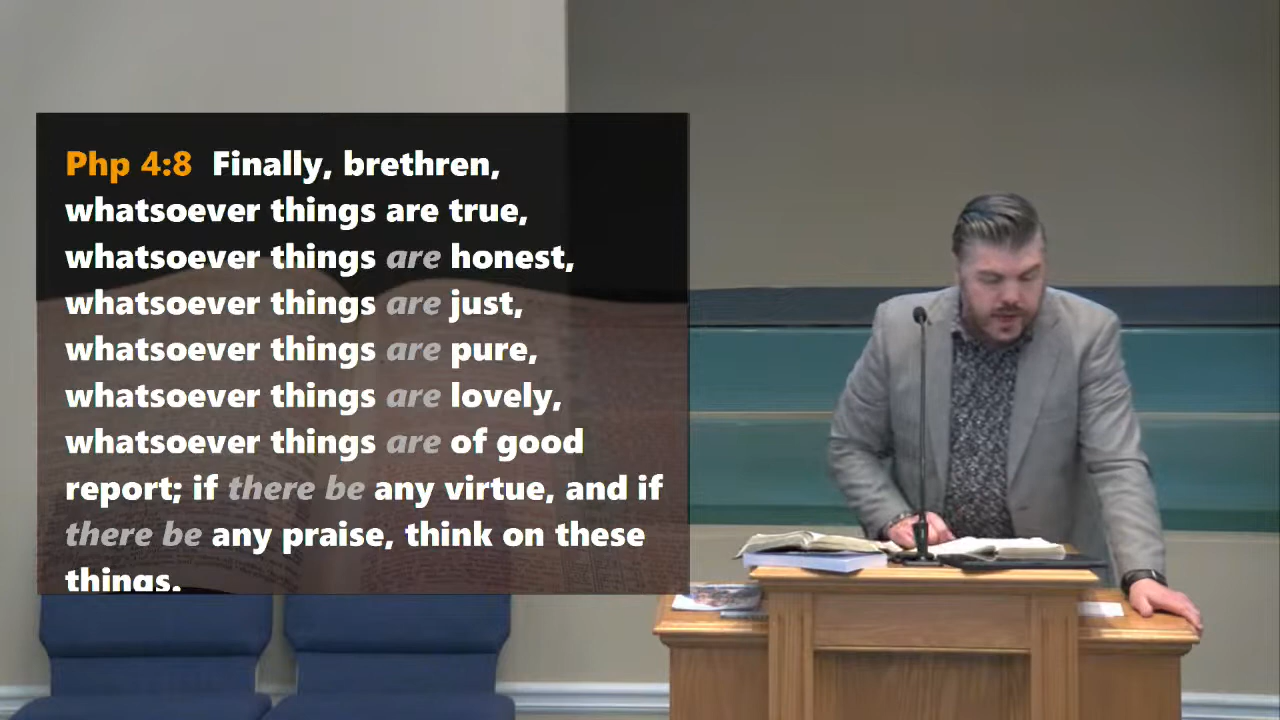 Php 4:8 Finally, brethren,
whatsoever things are true,
whatsoever things are honest,
whatsoever things are just,
whatsoever things are pure,
whatsoever things are lovely,
whatsoever things are of good
report; if there be any virtue, and if
there be any praise, think on these
things.